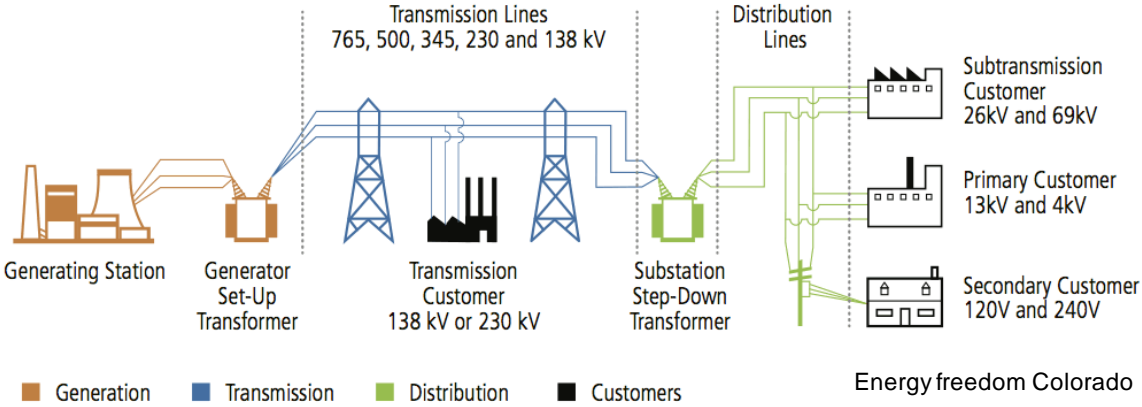 Transmission Lines
765, 500, 345, 230 and 138 kV
Distribution
Lines
Subtransmission
Customer
26kV and 69kV
Primary Customer
13kV and 4kV
Secondary Customer
120V and 240V
Generating Station
Generator
Set-Up
Transformer
Transmission
Customer
138 kV or 230 kV
Substation
Step-Down
Transformer
Generation
Transmission
Distribution
Customers
Energy freedom Colorado